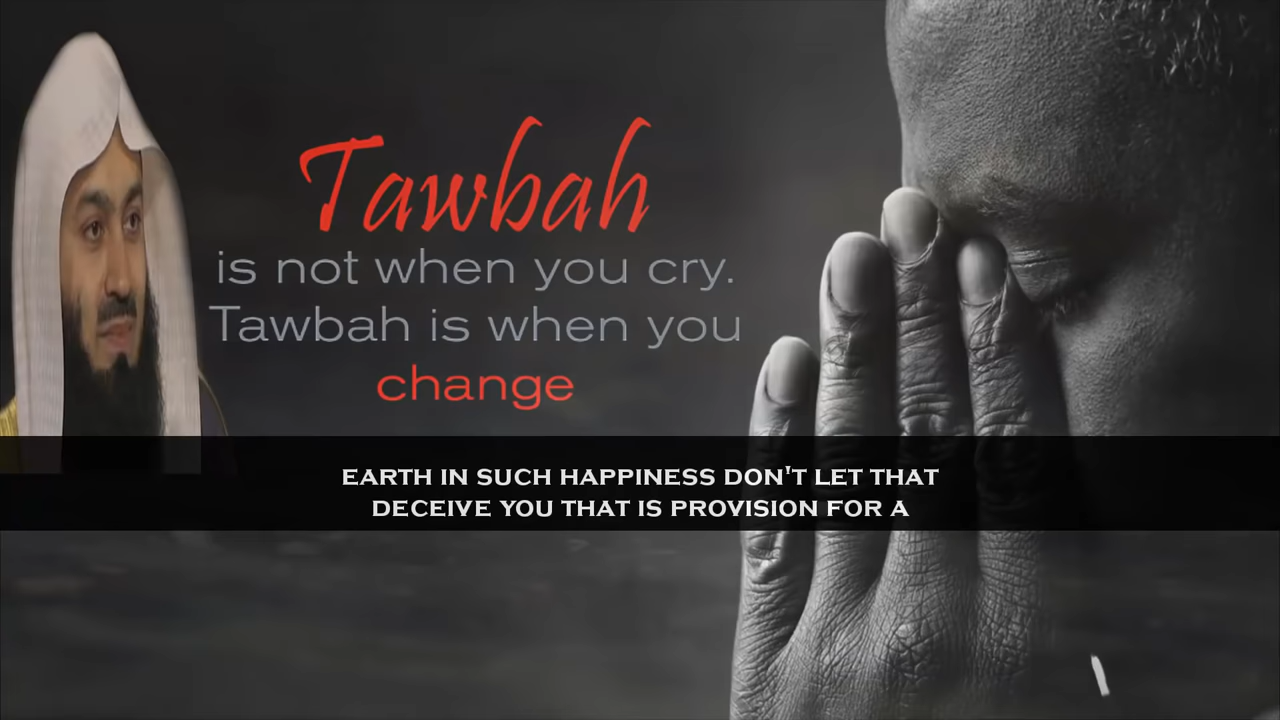 Tawbah
is not when you cry.
Tawbah is when you
change
EARTH IN SUCH HAPPINESS DON'T LET THAT
DECEIVE YOU THAT IS PROVISION FOR A